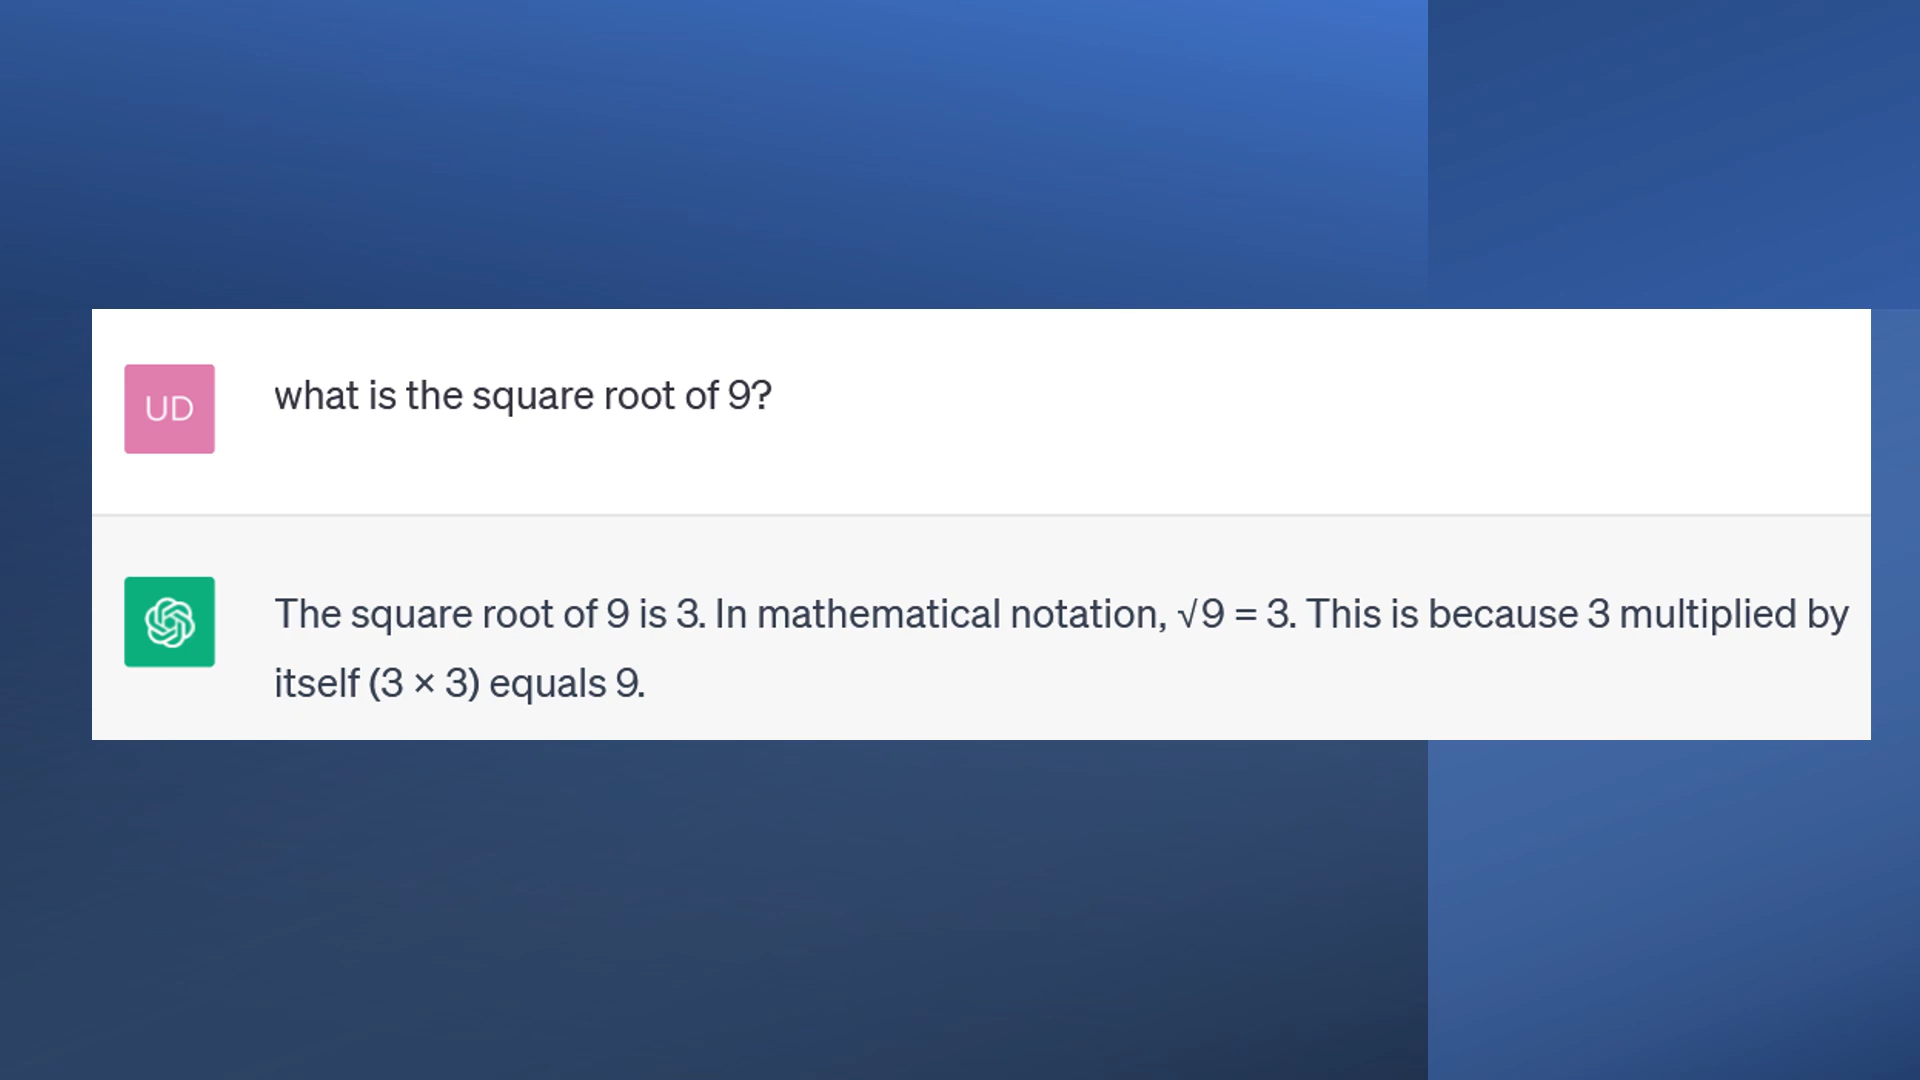 UD
what is the square root of 9?
The square root of 9 is 3. In mathematical notation, √9 = 3. This is because 3 multiplied by
itself (3 × 3) equals 9.